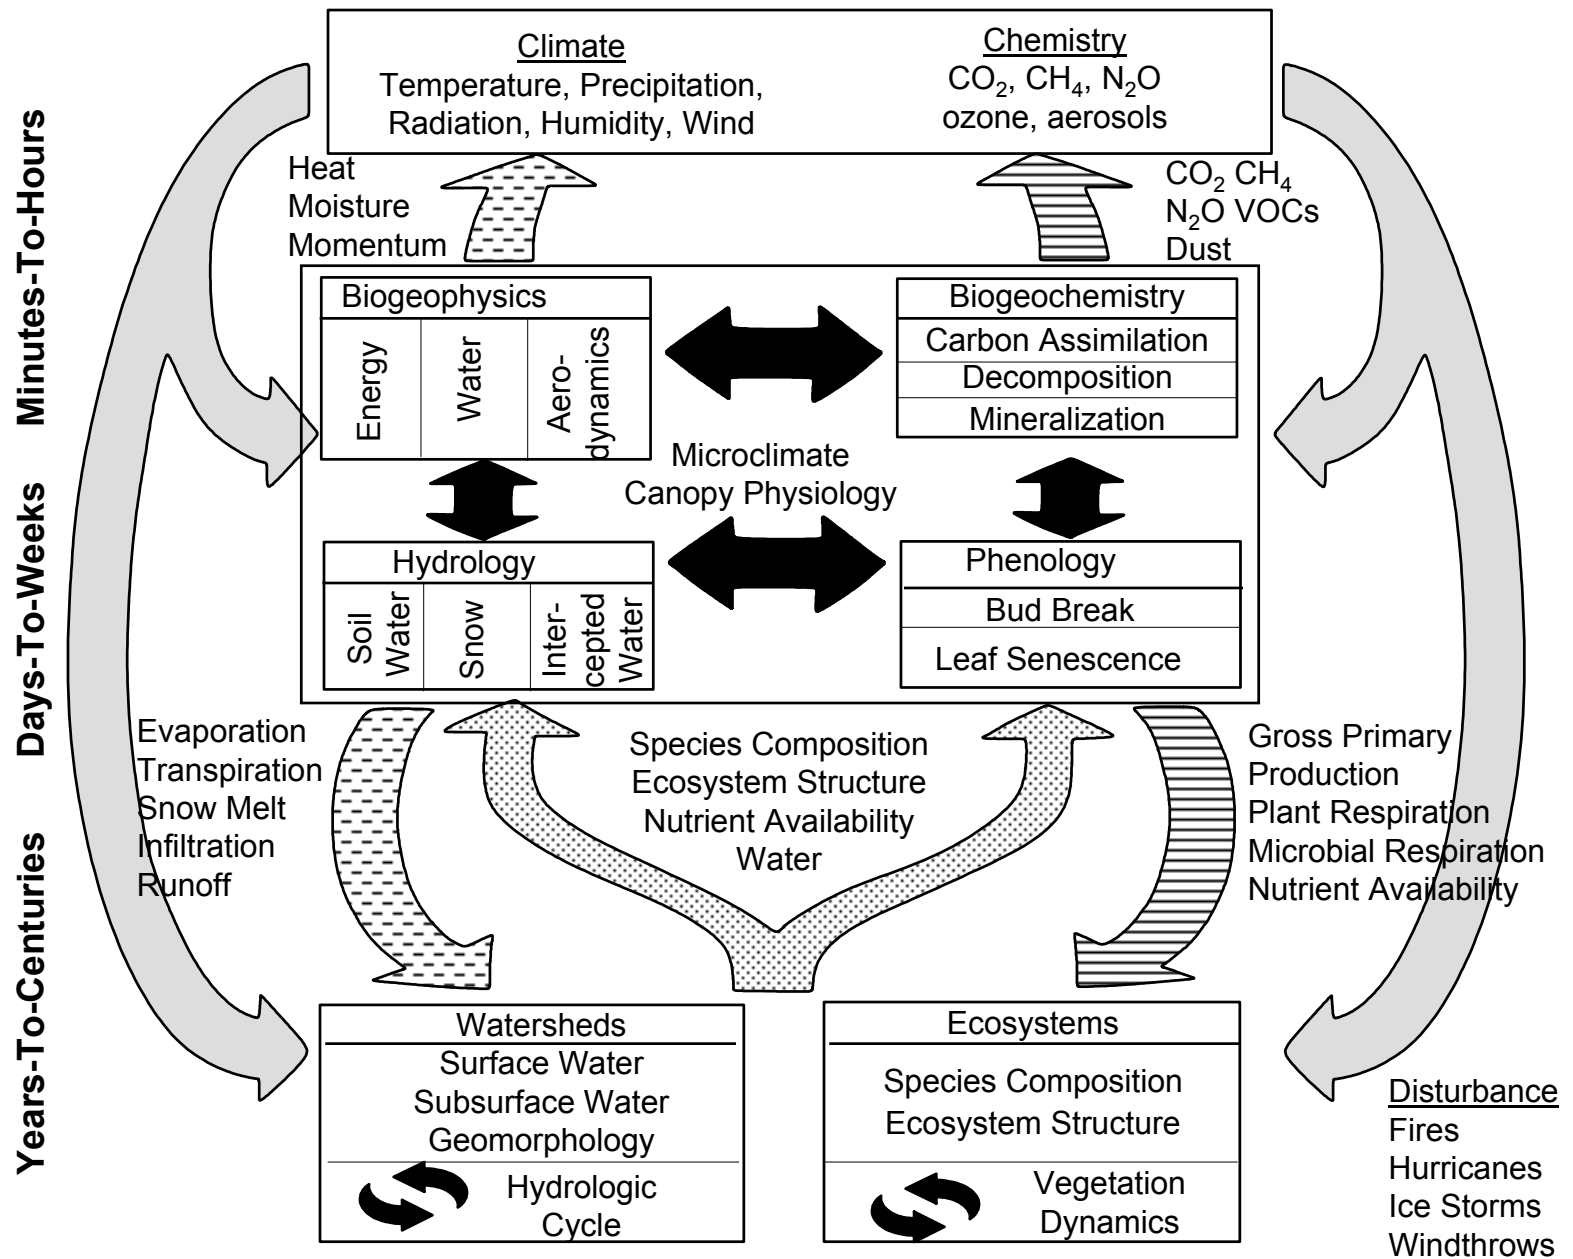 Climate
Temperature, Precipitation,
Radiation, Humidity, Wind
Chemistry
CO₂, CH₄, N₂O
ozone, aerosols
Minutes-To-Hours
Days-To-Weeks
Years-To-Centuries
Heat
Moisture
Momentum
CO₂ CH₄
N₂O VOCs
Dust
Biogeophysics
Energy
Water
Aero-
dynamics
Biogeochemistry
Carbon Assimilation
Decomposition
Mineralization
Microclimate
Canopy Physiology
Hydrology
Soil
Water
Snow
Inter-
cepted
Water
Phenology
Bud Break
Leaf Senescence
Evaporation
Transpiration
Snow Melt
Infiltration
Runoff
Species Composition
Ecosystem Structure
Nutrient Availability
Water
Gross Primary
Production
Plant Respiration
Microbial Respiration
Nutrient Availability
Watersheds
Surface Water
Subsurface Water
Geomorphology
Hydrologic
Cycle
Ecosystems
Species Composition
Ecosystem Structure
Vegetation
Dynamics
Disturbance
Fires
Hurricanes
Ice Storms
Windthrows